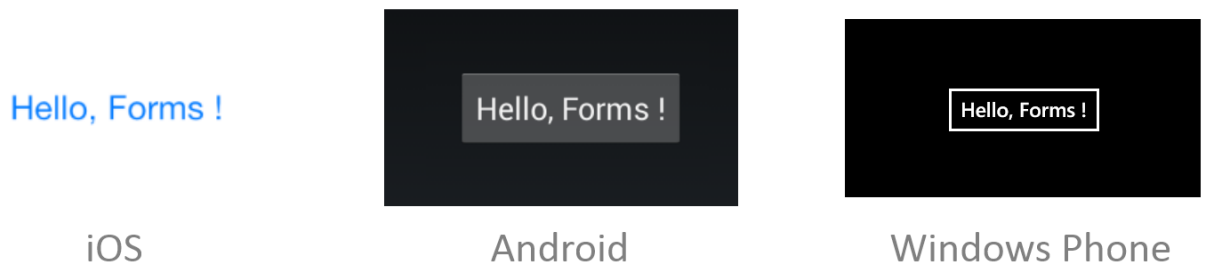 Hello, Forms !
Hello, Forms !
Hello, Forms !
iOS
Android
Windows Phone